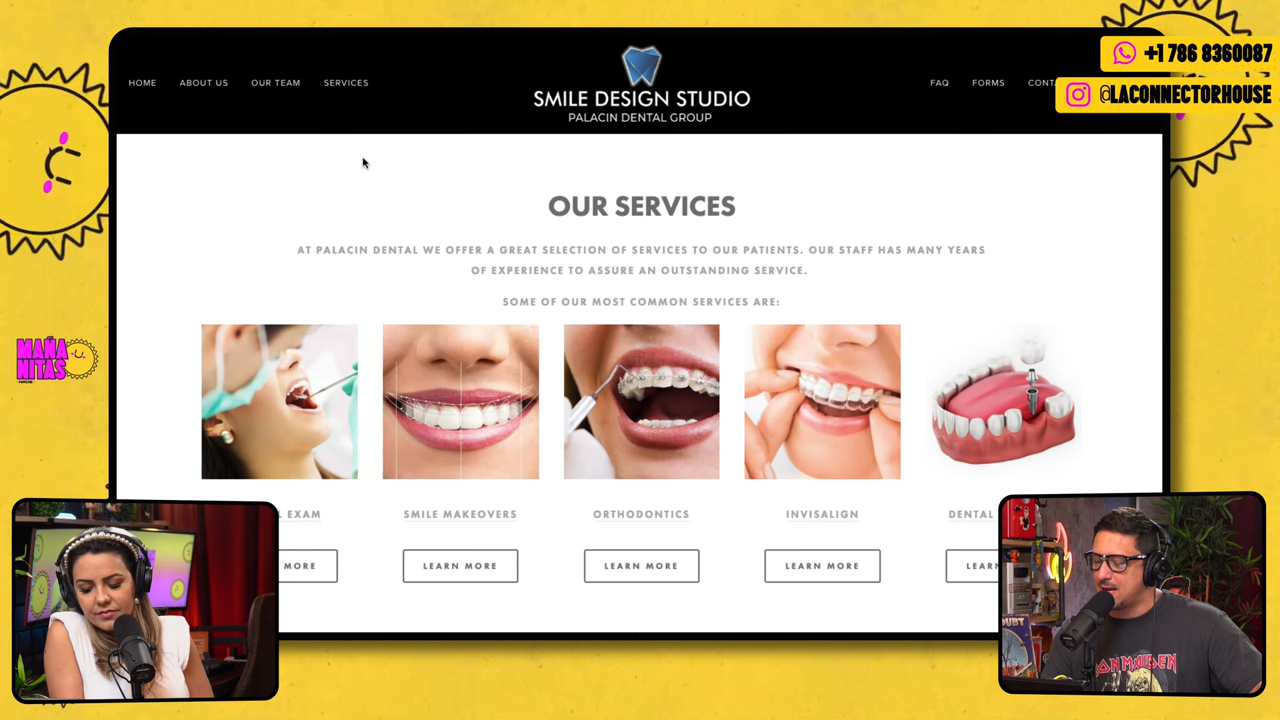 HOME ABOUT US OUR TEAM SERVICES
SMILE DESIGN STUDIO
PALACIN DENTAL GROUP
FAQ FORMS
+1 786 8360087
@LACONNECTORHOUSE
OUR SERVICES
AT PALACIN DENTAL WE OFFER A GREAT SELECTION OF SERVICES TO OUR PATIENTS. OUR STAFF HAS MANY YEARS
OF EXPERIENCE TO ASSURE AN OUTSTANDING SERVICE.
SOME OF OUR MOST COMMON SERVICES ARE:
MAÑA
NITAS
EXAM SMILE MAKEOVERS ORTHODONTICS INVISALIGN DENTAL
MORE LEARN MORE LEARN MORE LEARN MORE